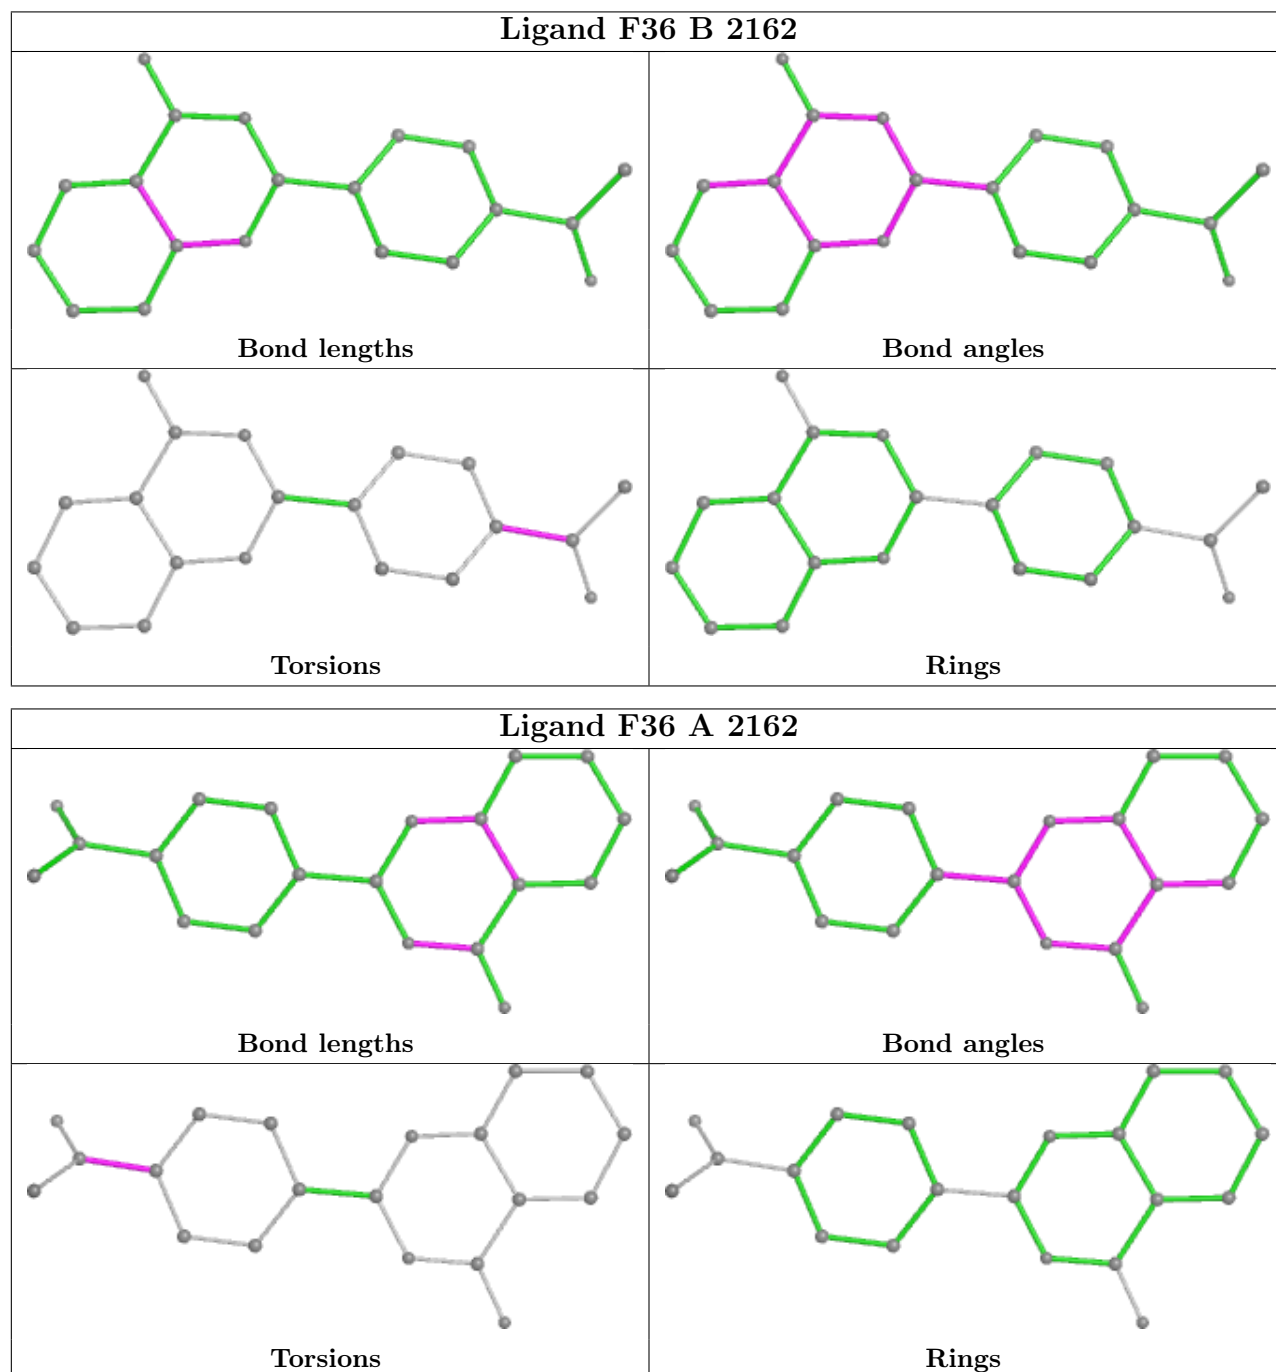 Ligand F36 B 2162
Bond lengths
Bond angles
Torsions
Rings
Ligand F36 A 2162
Bond lengths
Bond angles
Torsions
Rings